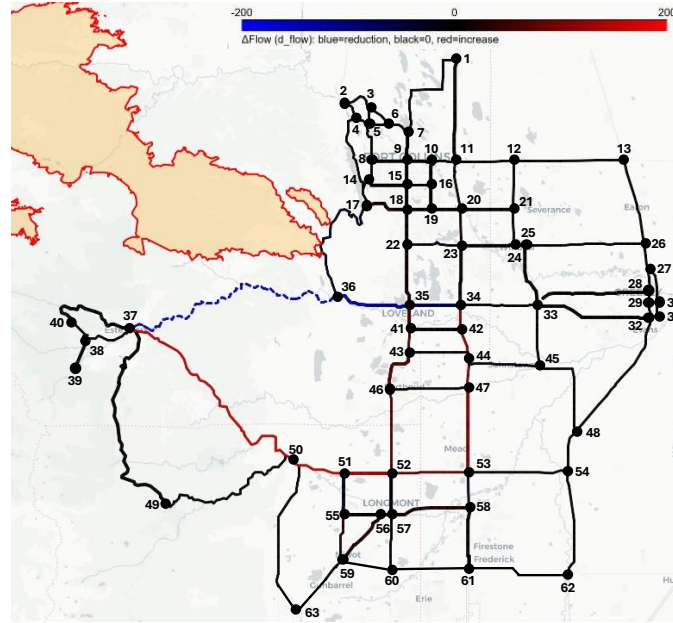 -200 0 200
ΔFlow (d_flow): blue=reduction, black=0, red=increase
1
2 3
4 5 6 7
8 9 10 11 12 13
FORT COLLINS
14 15 16
17 18 19 20 21
Severance
Eaton
22 23 24 25 26
27
36 35 34 33 28
29
LOVELAND
32
Evans
37
40
38
39
41 42
43 44 45
46 47
48
Mead
50 51 52 53 54
49
LONGMONT
55 56 57 58
Firestone
Frederick
59 60 61 62
Gunbarrel
Erie
63